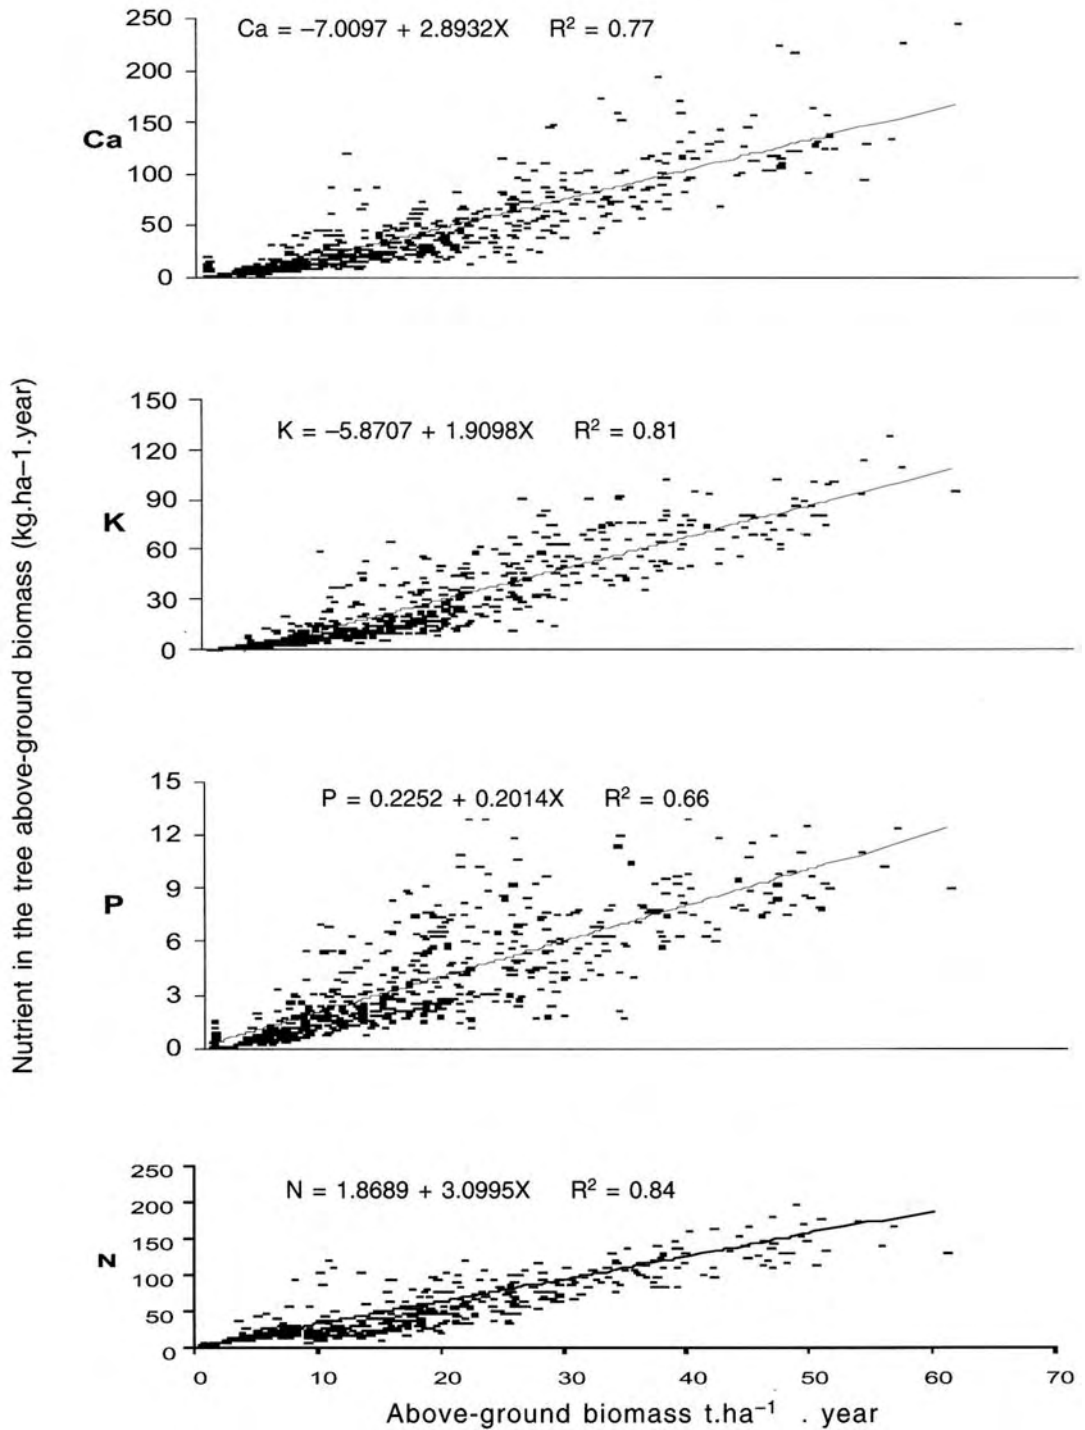 250
Ca = −7.0097 + 2.8932X R² = 0.77
200
150
Ca
100
50
0
150
K = −5.8707 + 1.9098X R² = 0.81
120
90
K
60
30
0
Nutrient in the tree above-ground biomass (kg.ha−1.year)
15
P = 0.2252 + 0.2014X R² = 0.66
12
9
P
6
3
0
250
N = 1.8689 + 3.0995X R² = 0.84
200
150
N
100
50
0
0 10 20 30 40 50 60 70
Above-ground biomass t.ha⁻¹ . year